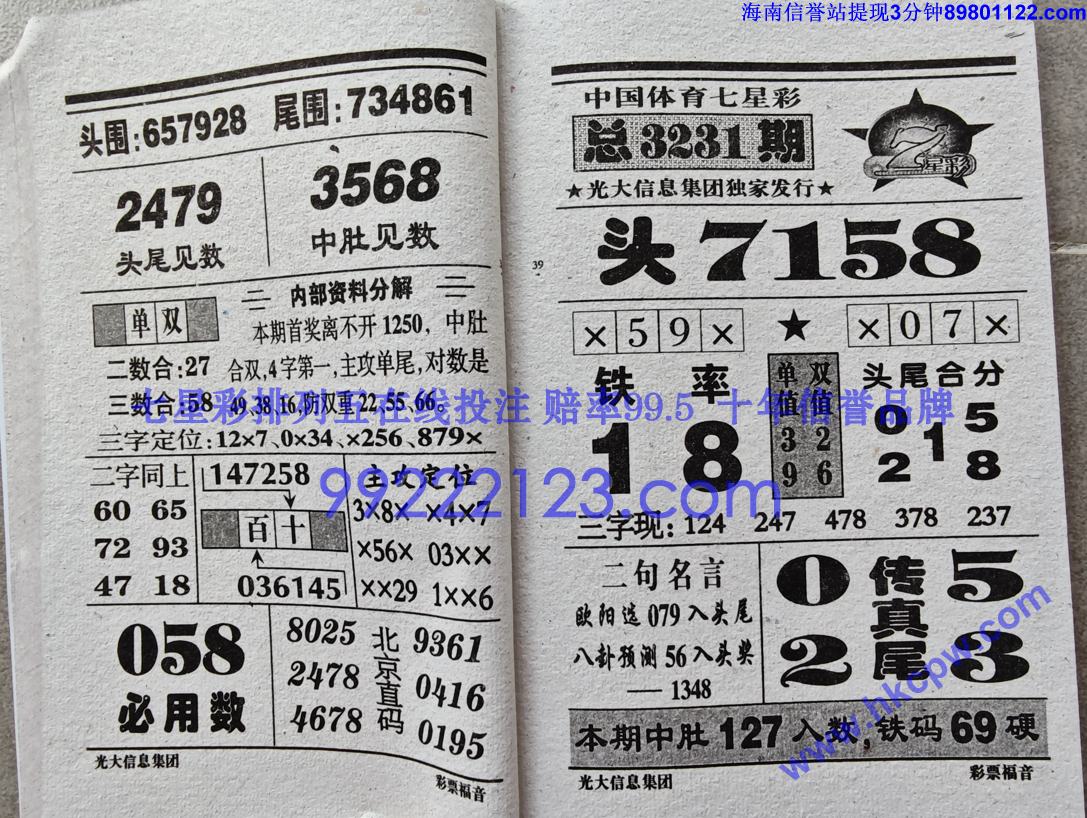 海南信誉站提现3分钟89801122.com
头围:657928 尾围:734861
2479
头尾见数
3568
中肚见数
单双
二 内部资料分解 二
本期首奖离不开1250，中肚
二数合:27 合双,4字第一,主攻单尾,对数是
三数合:58 49、38、16,防双重22、55、66。
三字定位:12×7、0×34、×256、879×
二字同上
60 65
72 93
47 18
147258
百十
036145
主攻定位
3×8× ×4×7
×56× 03××
××29 1××6
058
必用数
8025
2478
4678
北京直码
9361
0416
0195
光大信息集团
彩票福音
39
中国体育七星彩
总3231期
★光大信息集团独家发行★
7星彩
头7158
×59× ★ ×07×
铁率
18
单值39
双值26
头尾合分
0 5
1
2 8
三字现: 124 247 478 378 237
二句名言
欧阳选079入头尾
八卦预测56入头奖
——1348
0 5
传真尾
2 3
本期中肚127入数,铁码69硬
光大信息集团
彩票福音
七星彩排列五在线投注 赔率99.5 十年信誉品牌
99222123.com
www.hkcpw.com